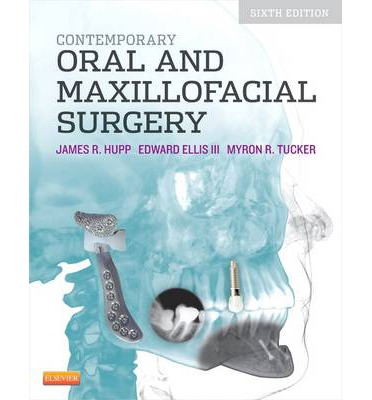 SIXTH EDITION
CONTEMPORARY
ORAL AND
MAXILLOFACIAL
SURGERY
JAMES R. HUPP EDWARD ELLIS III MYRON R. TUCKER
ELSEVIER